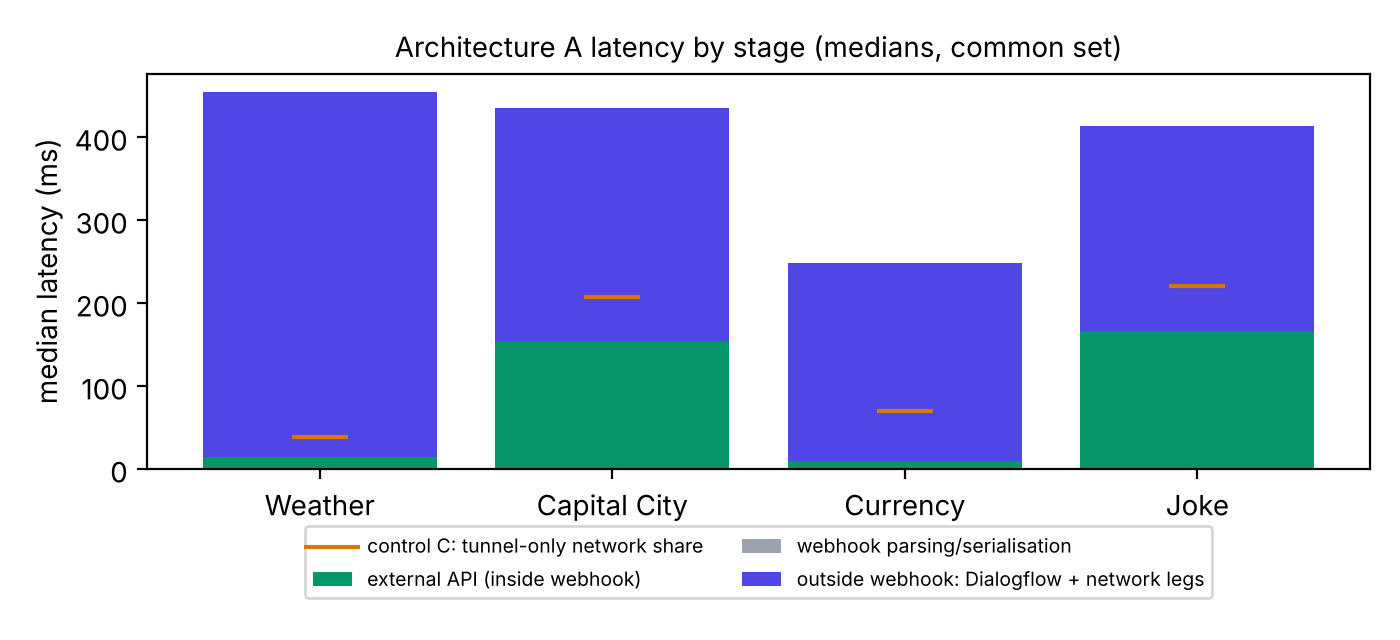 Architecture A latency by stage (medians, common set)
median latency (ms)
400
300
200
100
0
Weather
Capital City
Currency
Joke
control C: tunnel-only network share
external API (inside webhook)
webhook parsing/serialisation
outside webhook: Dialogflow + network legs